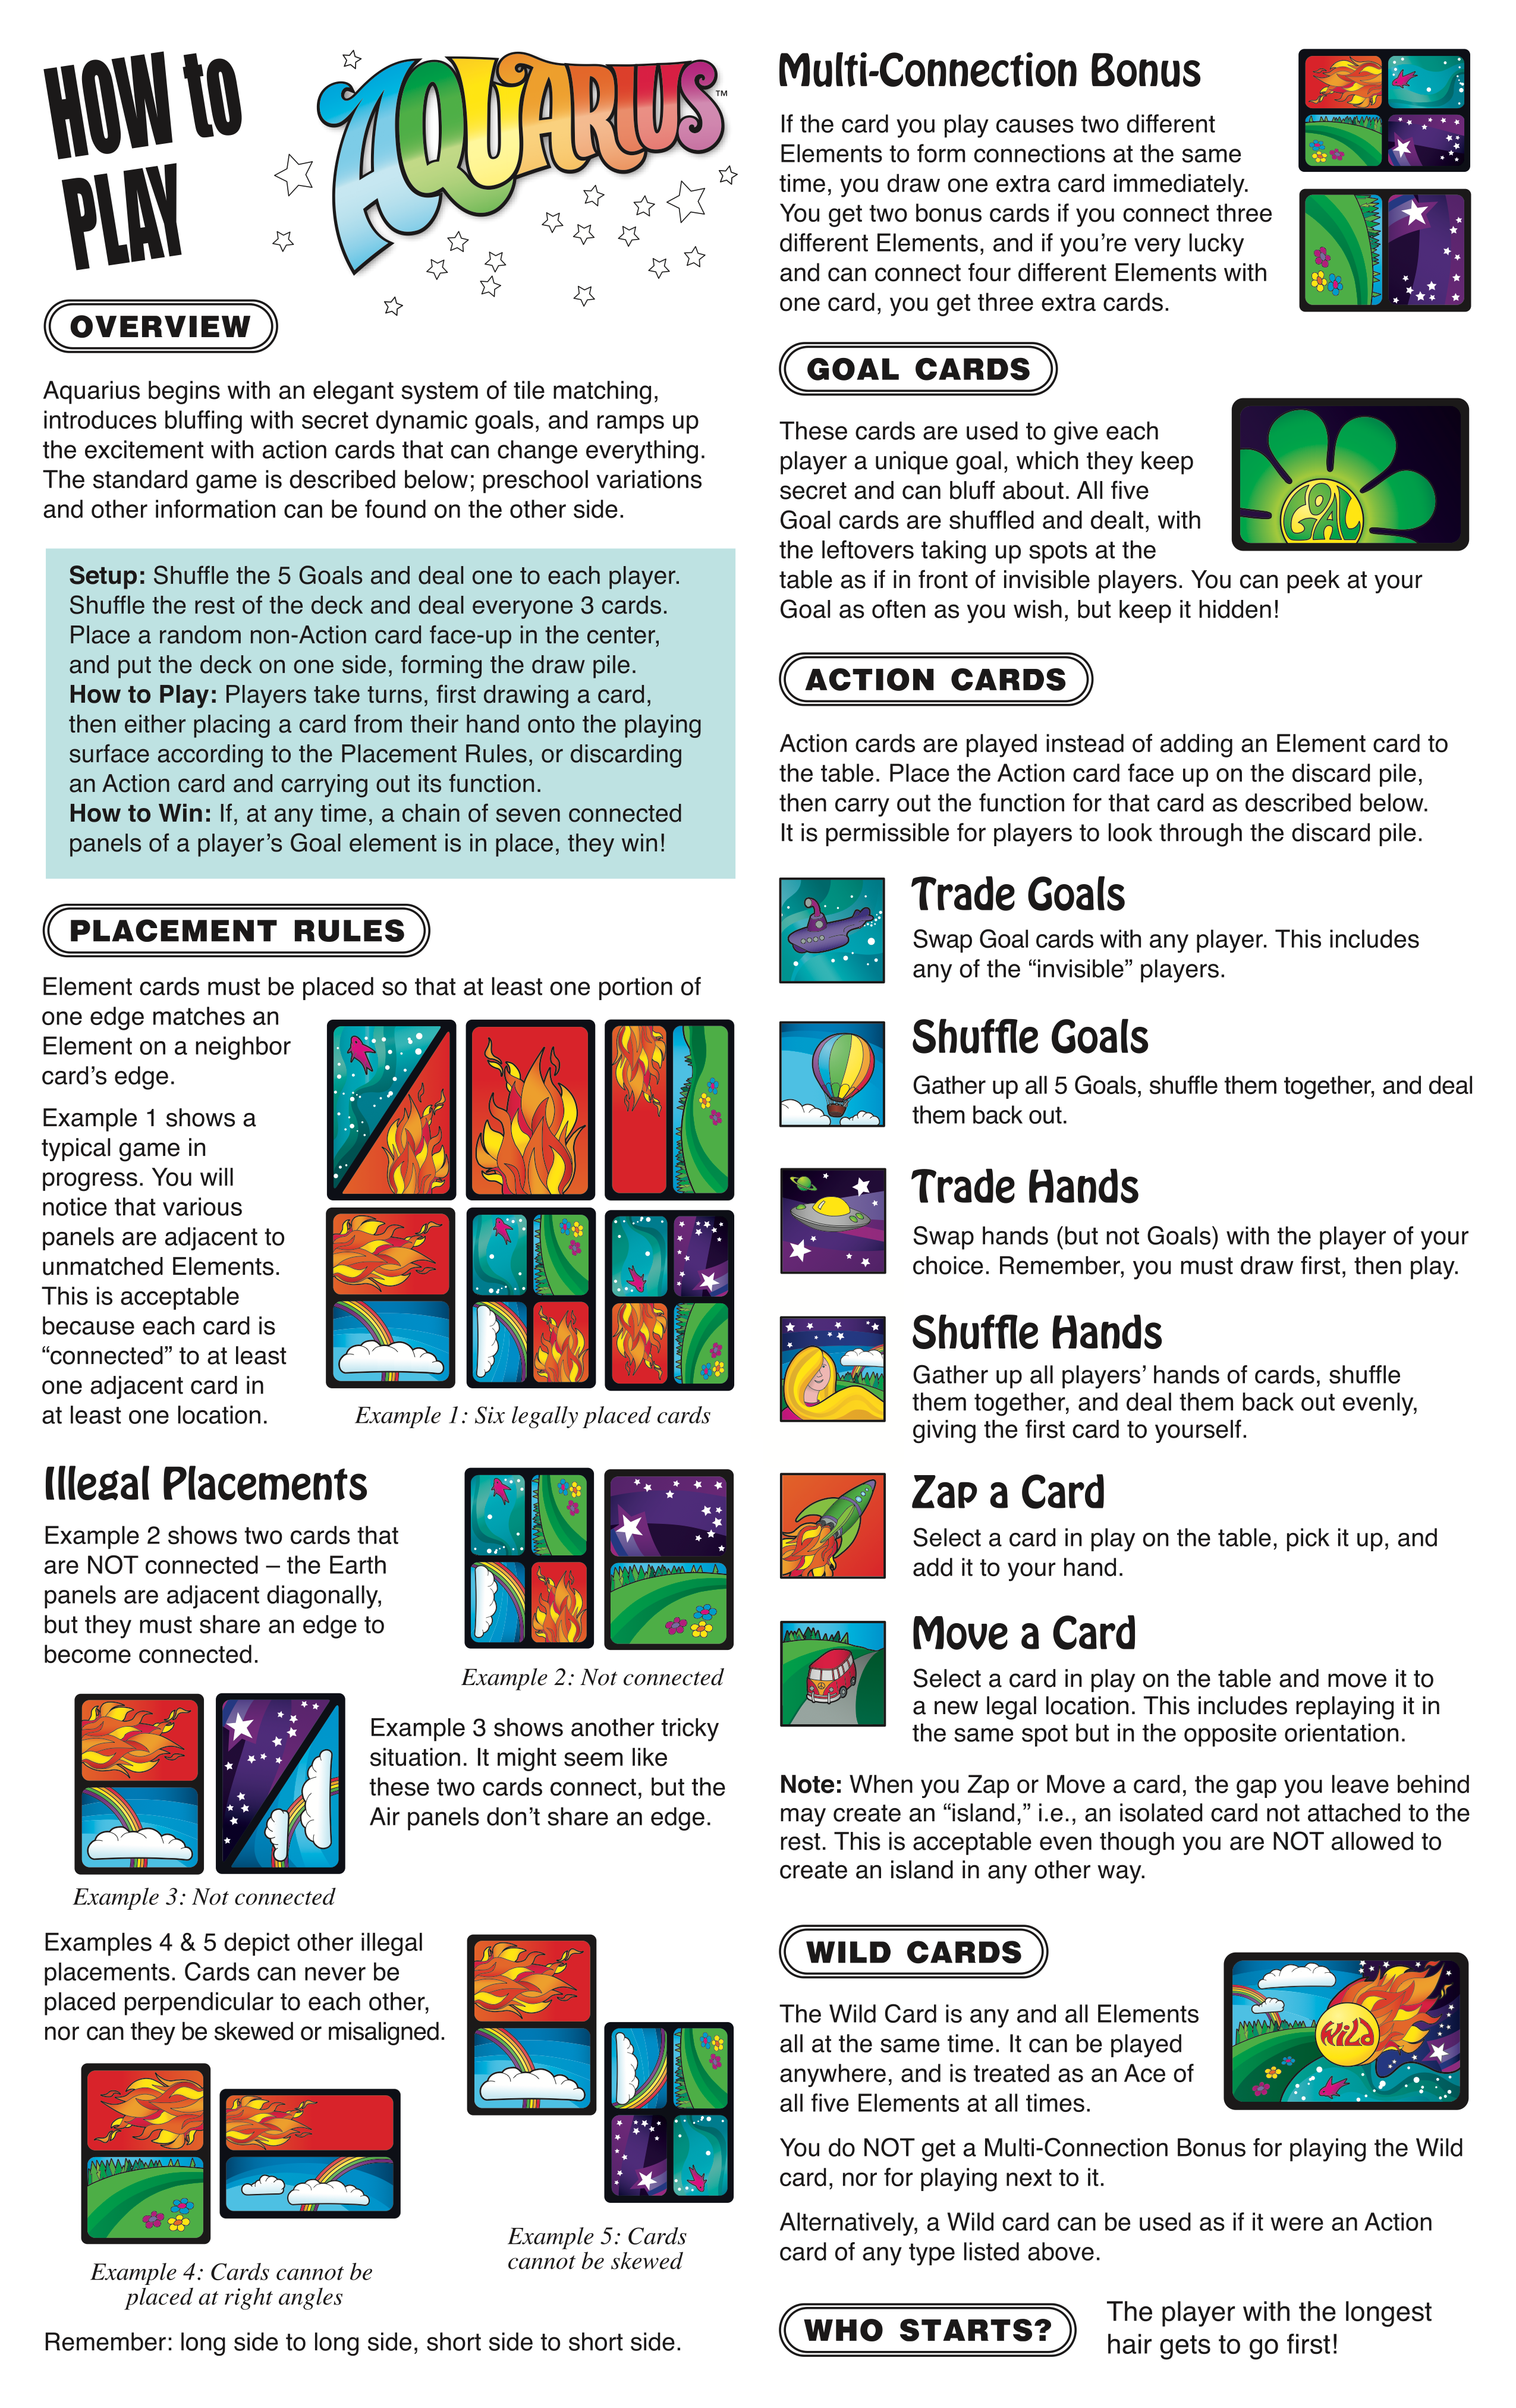 HOW to
PLAY
AQUARIUS™
OVERVIEW
Aquarius begins with an elegant system of tile matching,
introduces bluffing with secret dynamic goals, and ramps up
the excitement with action cards that can change everything.
The standard game is described below; preschool variations
and other information can be found on the other side.
Setup: Shuffle the 5 Goals and deal one to each player.
Shuffle the rest of the deck and deal everyone 3 cards.
Place a random non-Action card face-up in the center,
and put the deck on one side, forming the draw pile.
How to Play: Players take turns, first drawing a card,
then either placing a card from their hand onto the playing
surface according to the Placement Rules, or discarding
an Action card and carrying out its function.
How to Win: If, at any time, a chain of seven connected
panels of a player’s Goal element is in place, they win!
PLACEMENT RULES
Element cards must be placed so that at least one portion of
one edge matches an
Element on a neighbor
card’s edge.
Example 1 shows a
typical game in
progress. You will
notice that various
panels are adjacent to
unmatched Elements.
This is acceptable
because each card is
“connected” to at least
one adjacent card in
at least one location.
Example 1: Six legally placed cards
Illegal Placements
Example 2 shows two cards that
are NOT connected – the Earth
panels are adjacent diagonally,
but they must share an edge to
become connected.
Example 2: Not connected
Example 3 shows another tricky
situation. It might seem like
these two cards connect, but the
Air panels don’t share an edge.
Example 3: Not connected
Examples 4 & 5 depict other illegal
placements. Cards can never be
placed perpendicular to each other,
nor can they be skewed or misaligned.
Example 4: Cards cannot be
placed at right angles
Example 5: Cards
cannot be skewed
Remember: long side to long side, short side to short side.
Multi-Connection Bonus
If the card you play causes two different
Elements to form connections at the same
time, you draw one extra card immediately.
You get two bonus cards if you connect three
different Elements, and if you’re very lucky
and can connect four different Elements with
one card, you get three extra cards.
GOAL CARDS
These cards are used to give each
player a unique goal, which they keep
secret and can bluff about. All five
Goal cards are shuffled and dealt, with
the leftovers taking up spots at the
table as if in front of invisible players. You can peek at your
Goal as often as you wish, but keep it hidden!
GOAL
ACTION CARDS
Action cards are played instead of adding an Element card to
the table. Place the Action card face up on the discard pile,
then carry out the function for that card as described below.
It is permissible for players to look through the discard pile.
Trade Goals
Swap Goal cards with any player. This includes
any of the “invisible” players.
Shuffle Goals
Gather up all 5 Goals, shuffle them together, and deal
them back out.
Trade Hands
Swap hands (but not Goals) with the player of your
choice. Remember, you must draw first, then play.
Shuffle Hands
Gather up all players’ hands of cards, shuffle
them together, and deal them back out evenly,
giving the first card to yourself.
Zap a Card
Select a card in play on the table, pick it up, and
add it to your hand.
Move a Card
Select a card in play on the table and move it to
a new legal location. This includes replaying it in
the same spot but in the opposite orientation.
Note: When you Zap or Move a card, the gap you leave behind
may create an “island,” i.e., an isolated card not attached to the
rest. This is acceptable even though you are NOT allowed to
create an island in any other way.
WILD CARDS
The Wild Card is any and all Elements
all at the same time. It can be played
anywhere, and is treated as an Ace of
all five Elements at all times.
Wild
You do NOT get a Multi-Connection Bonus for playing the Wild
card, nor for playing next to it.
Alternatively, a Wild card can be used as if it were an Action
card of any type listed above.
WHO STARTS?
The player with the longest
hair gets to go first!